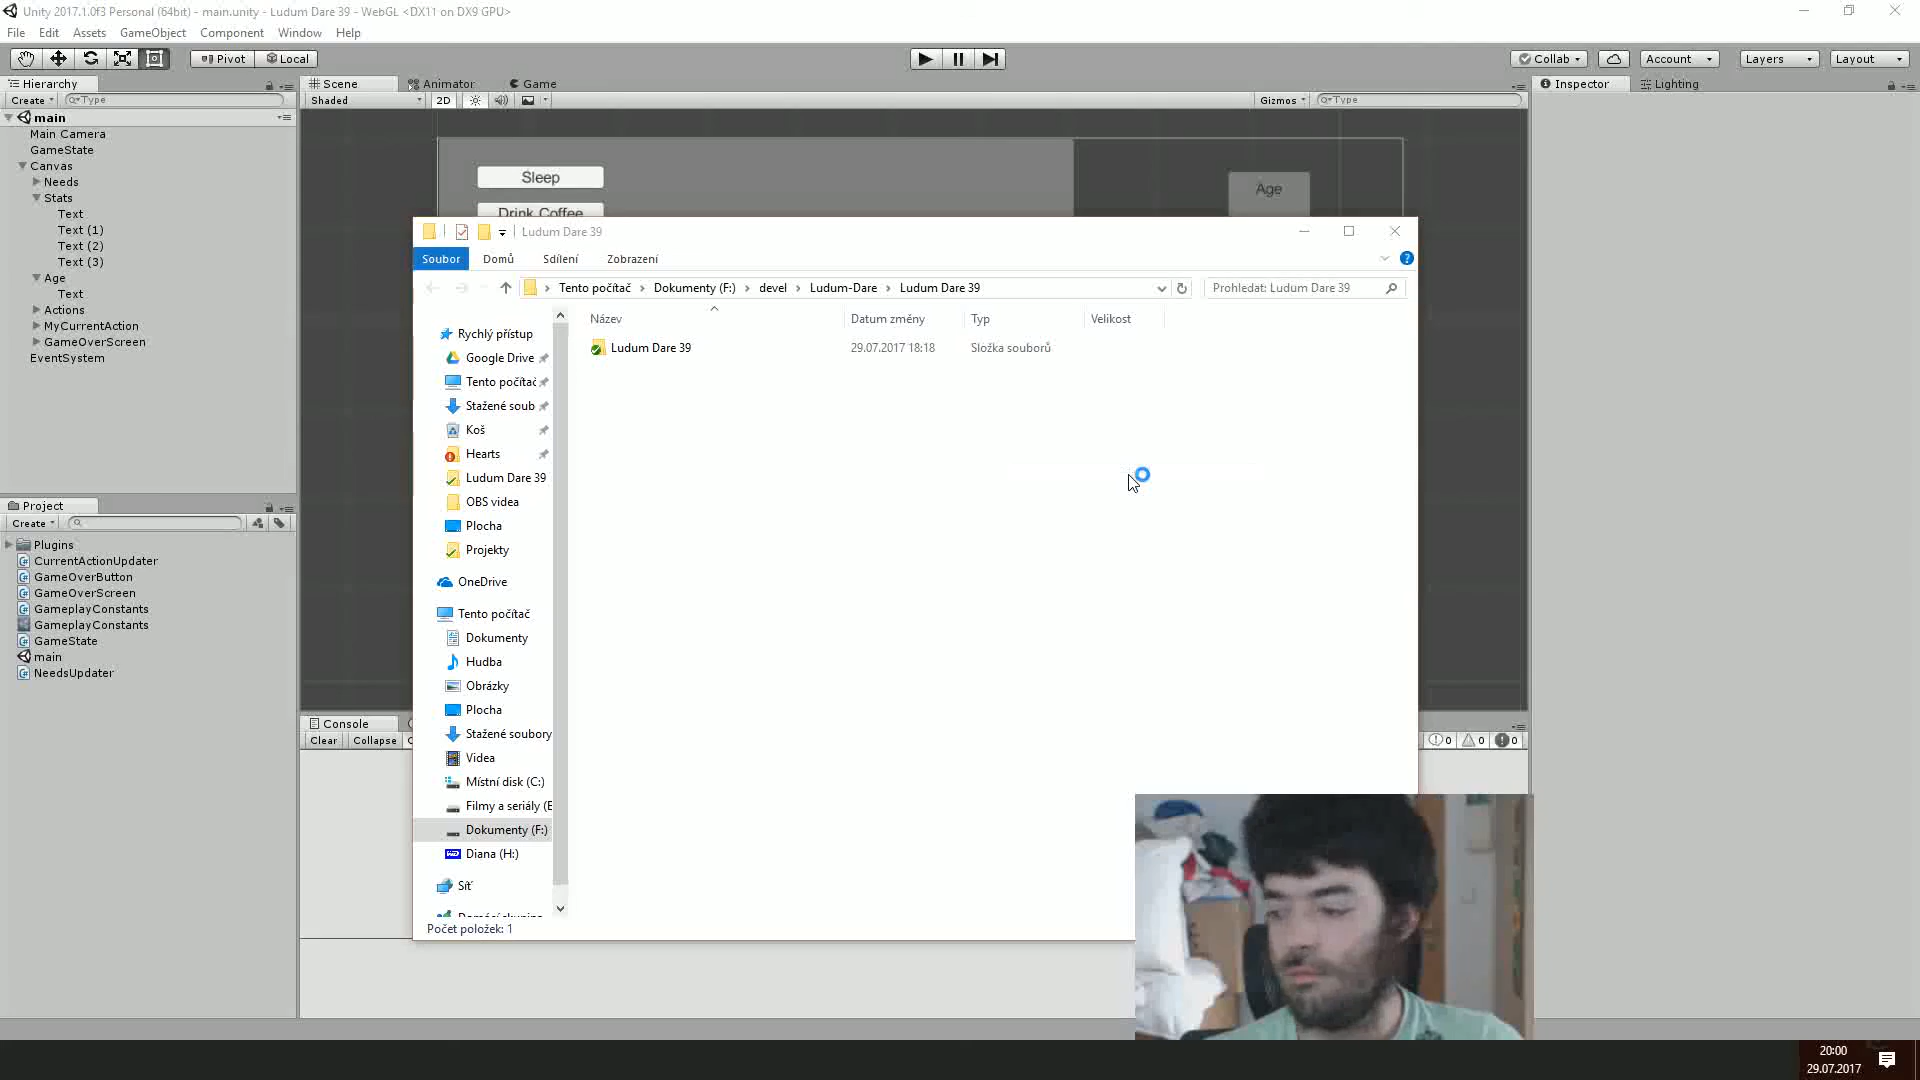 Unity 2017.1.0f3 Personal (64bit) - main.unity - Ludum Dare 39 - WebGL <DX11 on DX9 GPU>
File Edit Assets GameObject Component Window Help
Pivot Local Collab Account Layers Layout
Hierarchy
Create Type
main
Main Camera
GameState
Canvas
Needs
Stats
Text
Text (1)
Text (2)
Text (3)
Age
Text
Actions
MyCurrentAction
GameOverScreen
EventSystem
Project
Create
Plugins
CurrentActionUpdater
GameOverButton
GameOverScreen
GameplayConstants
GameplayConstants
GameState
main
NeedsUpdater
Scene Animator Game
Shaded 2D Gizmos Type
Sleep
Drink Coffee
Age
Inspector Lighting
Ludum Dare 39
Soubor Domů Sdílení Zobrazení
Tento počítač Dokumenty (F:) devel Ludum-Dare Ludum Dare 39
Prohledat: Ludum Dare 39
Název Datum změny Typ Velikost
Ludum Dare 39 29.07.2017 18:18 Složka souborů
Rychlý přístup
Google Drive
Tento počítač
Stažené soub
Koš
Hearts
Ludum Dare 39
OBS videa
Plocha
Projekty
OneDrive
Tento počítač
Dokumenty
Hudba
Obrázky
Plocha
Stažené soubory
Videa
Místní disk (C:)
Filmy a seriály (E
Dokumenty (F:)
Diana (H:)
Síť
Počet položek: 1
Console
Clear Collapse
0 0 0
20:00
29.07.2017